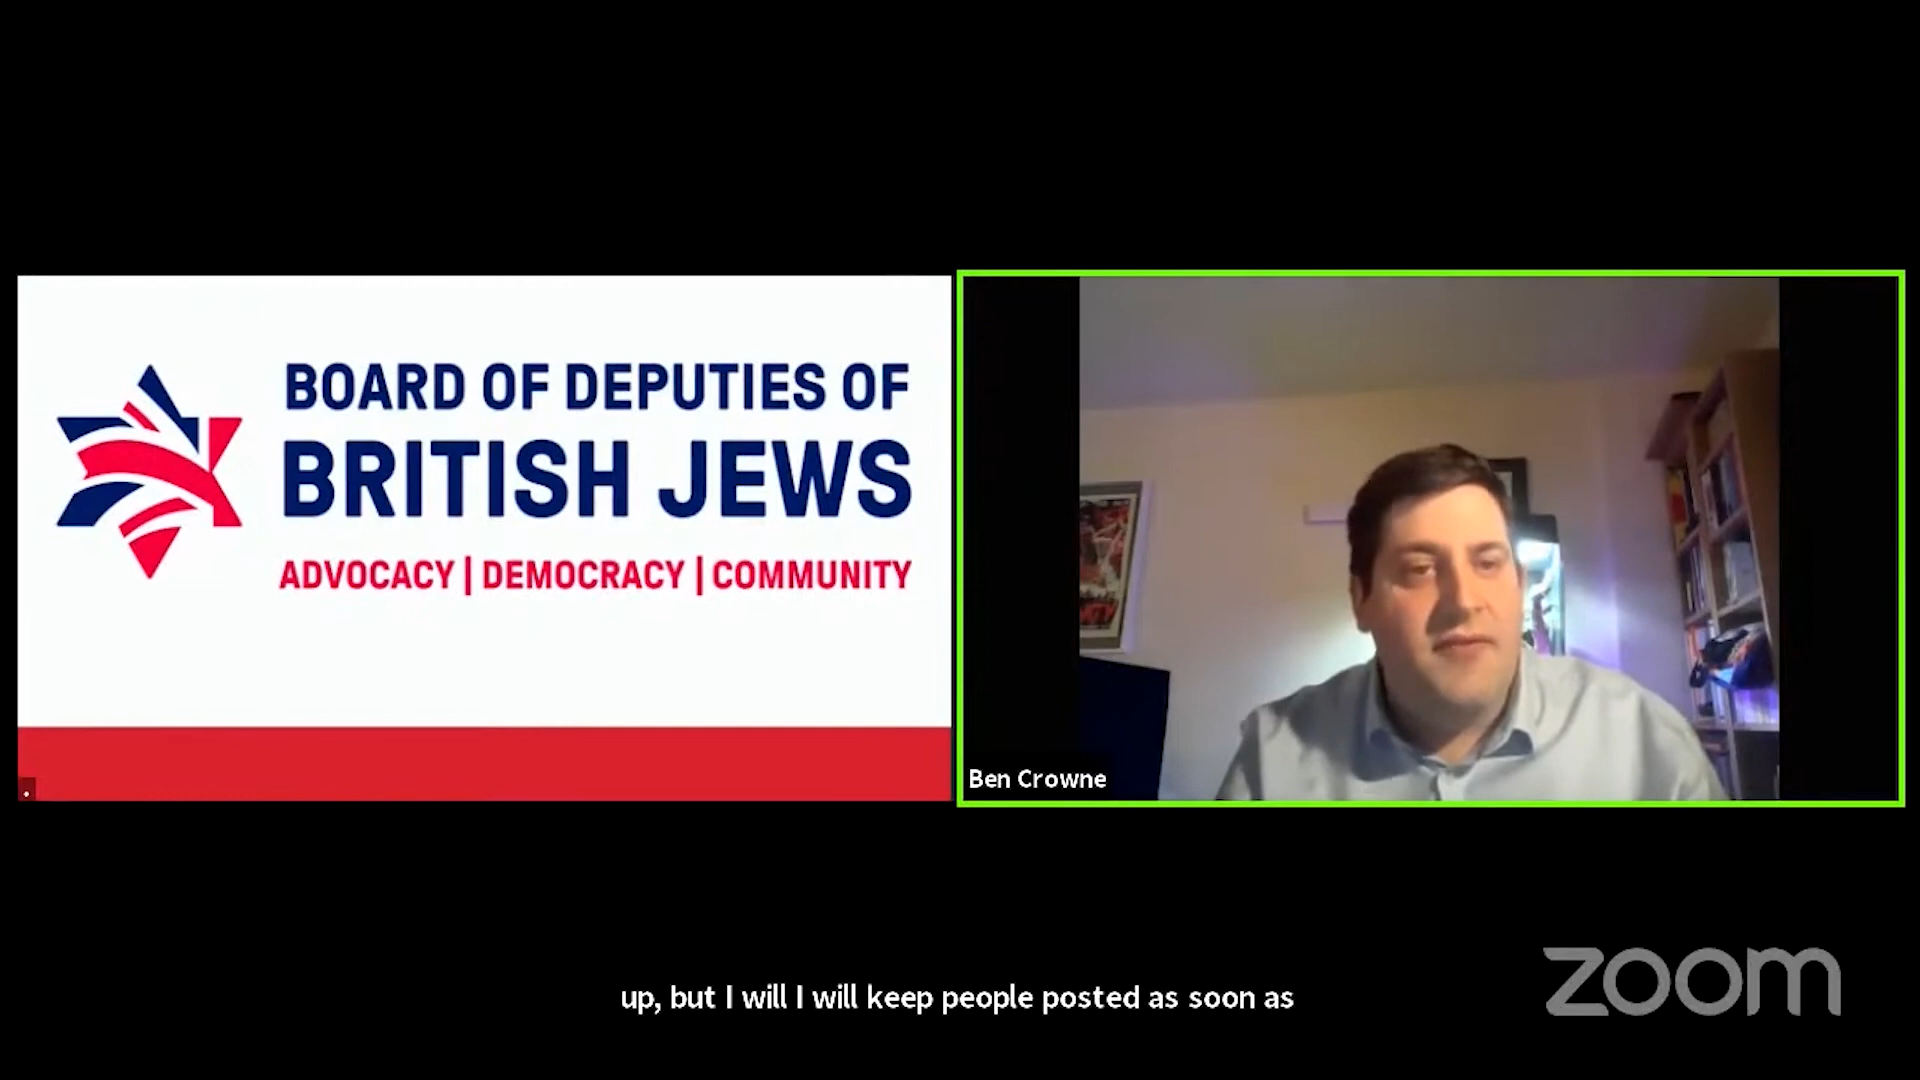 BOARD OF DEPUTIES OF
BRITISH JEWS
ADVOCACY | DEMOCRACY | COMMUNITY
Ben Crowne
up, but I will I will keep people posted as soon as
zoom